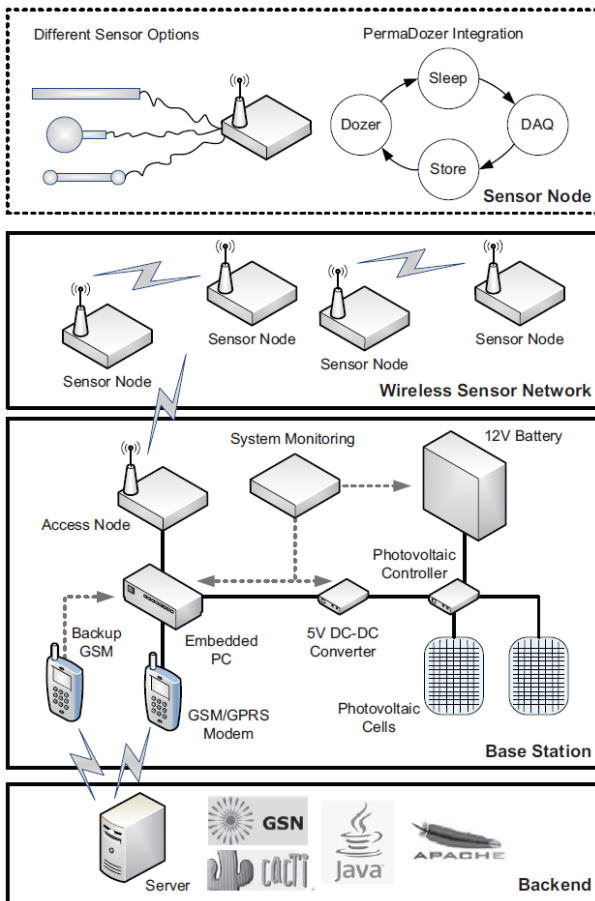 Different Sensor Options
PermaDozer Integration
Sleep
Dozer
DAQ
Store
Sensor Node
Sensor Node
Sensor Node
Sensor Node
Sensor Node
Wireless Sensor Network
System Monitoring
12V Battery
Access Node
Photovoltaic
Controller
Backup
GSM
Embedded
PC
5V DC-DC
Converter
GSM/GPRS
Modem
Photovoltaic
Cells
Base Station
GSN
cacti
Java
APACHE
Server
Backend